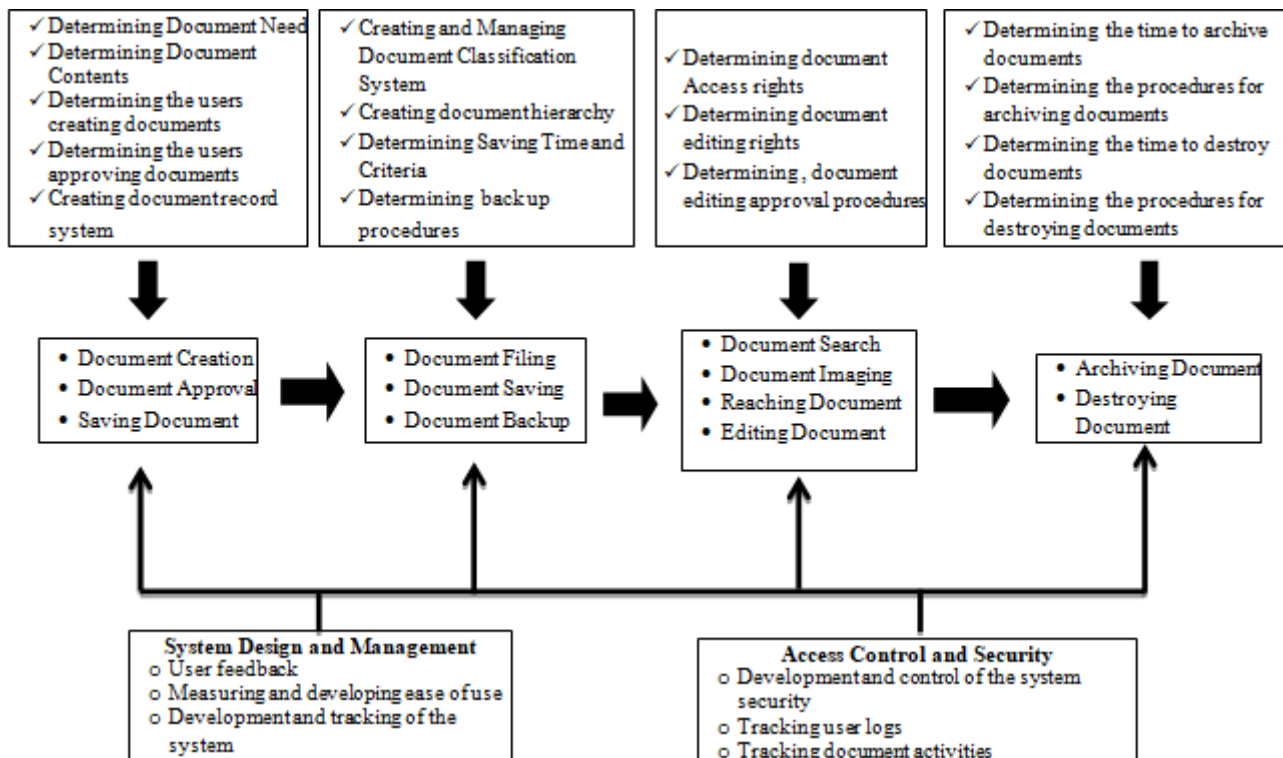 ✓ Determining Document Need
✓ Determining Document
Contents
✓ Determining the users
creating documents
✓ Determining the users
approving documents
✓ Creating document record
system
✓ Creating and Managing
Document Classification
System
✓ Creating document hierarchy
✓ Determining Saving Time and
Criteria
✓ Determining back up
procedures
✓ Determining document
Access rights
✓ Determining document
editing rights
✓ Determining , document
editing approval procedures
✓ Determining the time to archive
documents
✓ Determining the procedures for
archiving documents
✓ Determining the time to destroy
documents
✓ Determining the procedures for
destroying documents
• Document Creation
• Document Approval
• Saving Document
• Document Filing
• Document Saving
• Document Backup
• Document Search
• Document Imaging
• Reaching Document
• Editing Document
• Archiving Document
• Destroying
Document
System Design and Management
o User feedback
o Measuring and developing ease of use
o Development and tracking of the
system
Access Control and Security
o Development and control of the system
security
o Tracking user logs
o Tracking document activities